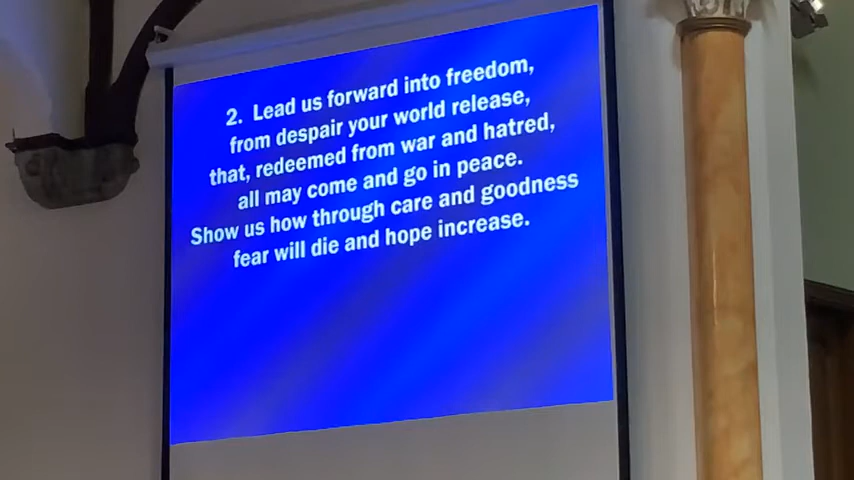 2. Lead us forward into freedom,
from despair your world release,
that, redeemed from war and hatred,
all may come and go in peace.
Show us how through care and goodness
fear will die and hope increase.